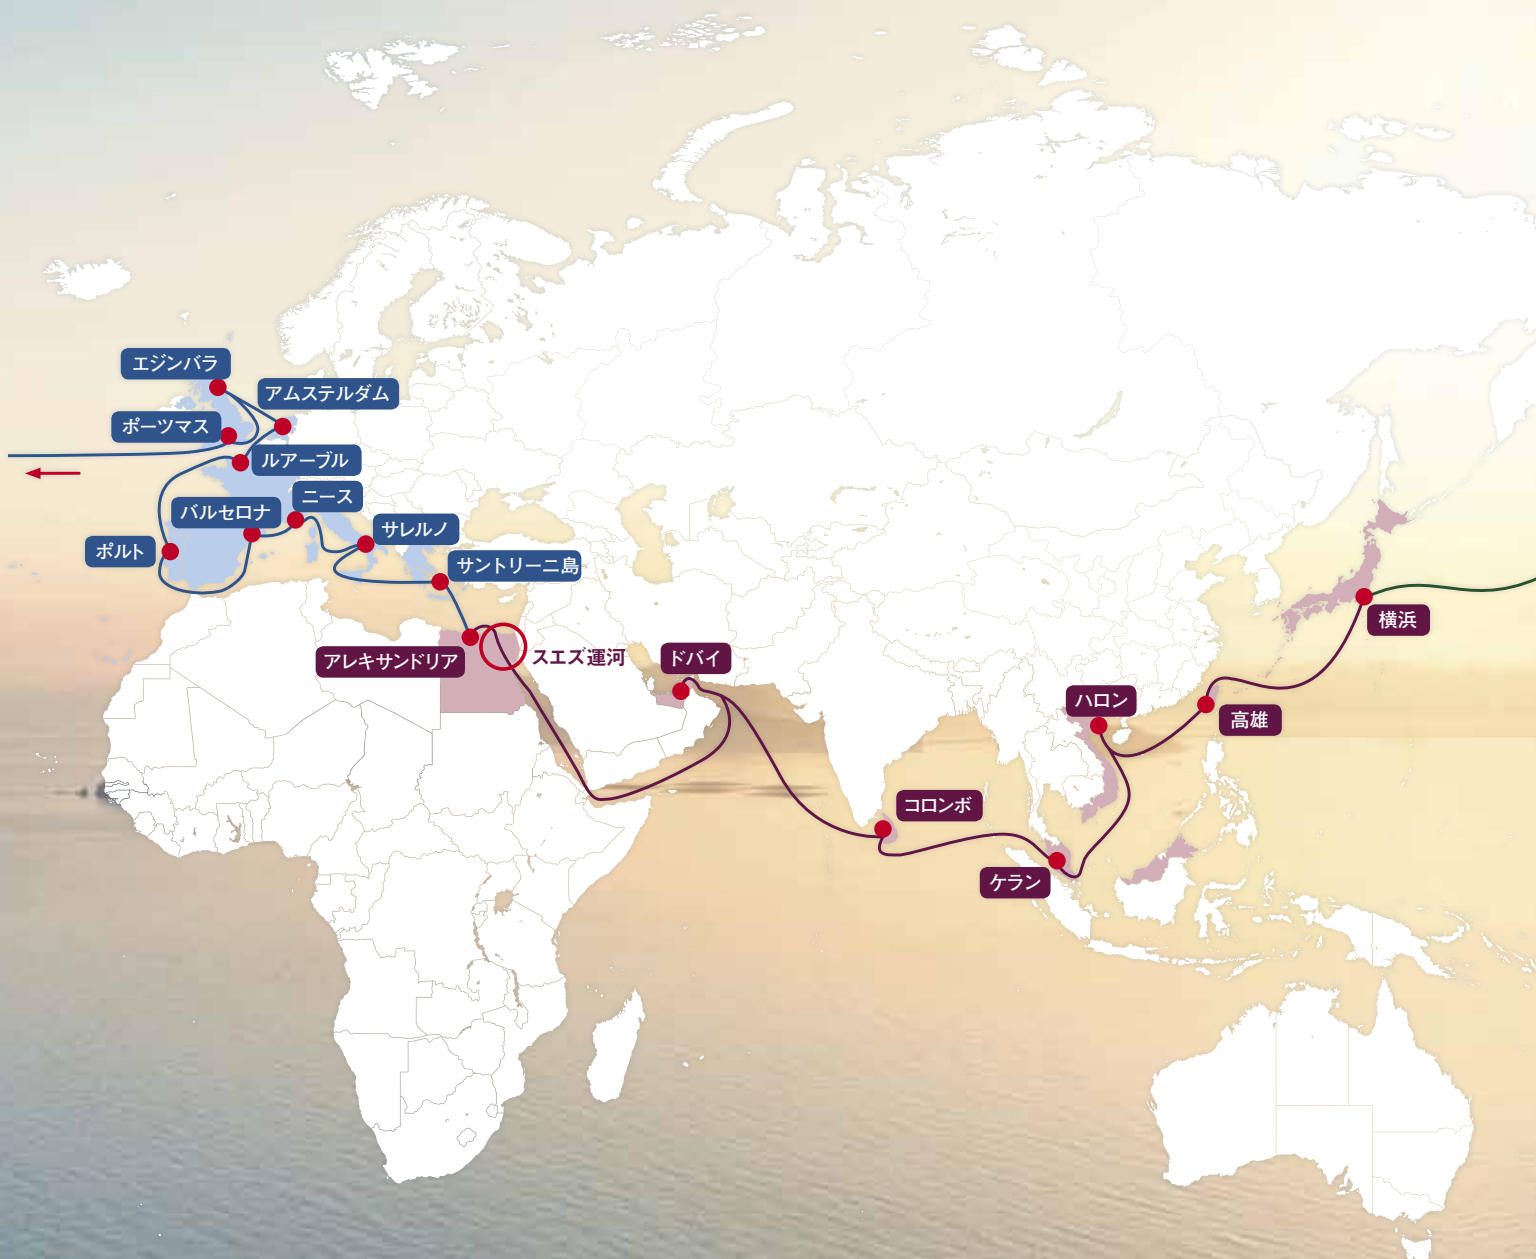 エジンバラ
アムステルダム
ポーツマス
ルアーブル
ニース
バルセロナ
サレルノ
ポルト
サントリーニ島
アレキサンドリア
スエズ運河
ドバイ
横浜
ハロン
高雄
コロンボ
ケラン